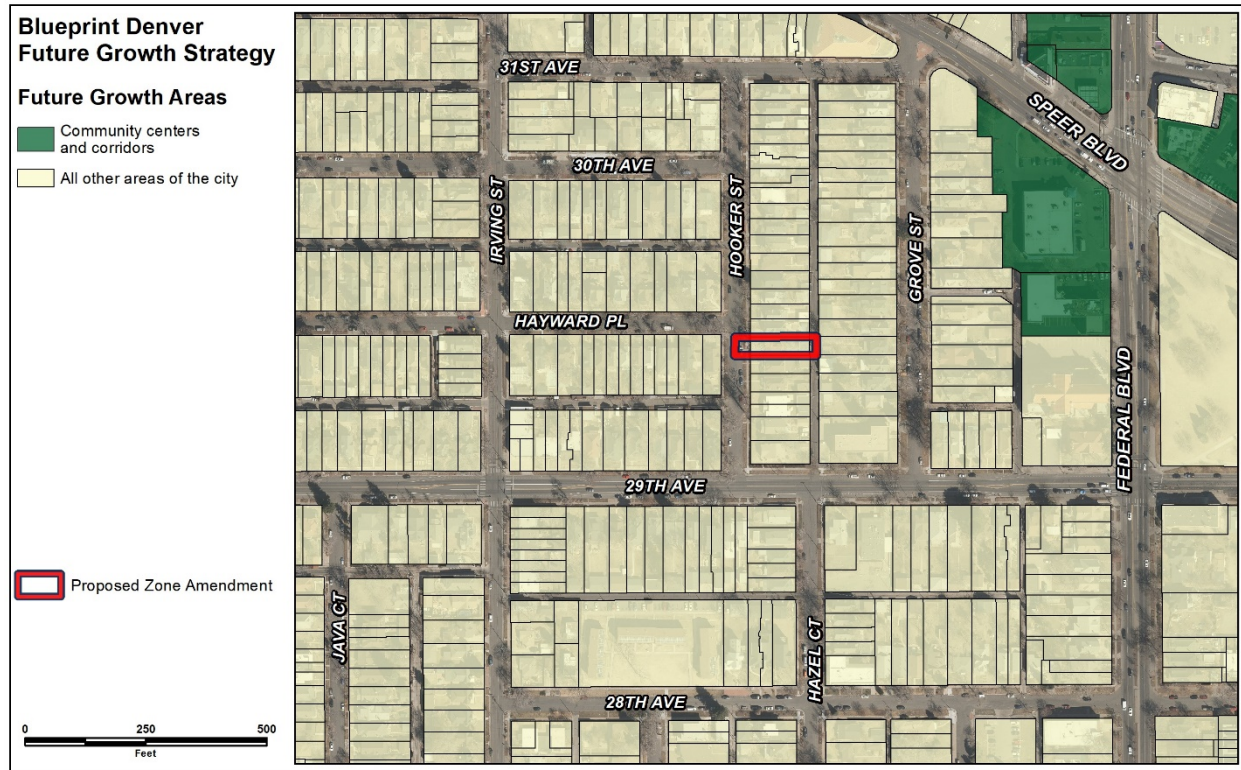 Blueprint Denver
Future Growth Strategy
Future Growth Areas
Community centers
and corridors
All other areas of the city
Proposed Zone Amendment
0 250 500
Feet
31ST AVE
30TH AVE
SPEER BLVD
IRVING ST
HOOKER ST
GROVE ST
HAYWARD PL
FEDERAL BLVD
29TH AVE
JAVA CT
HAZEL CT
28TH AVE